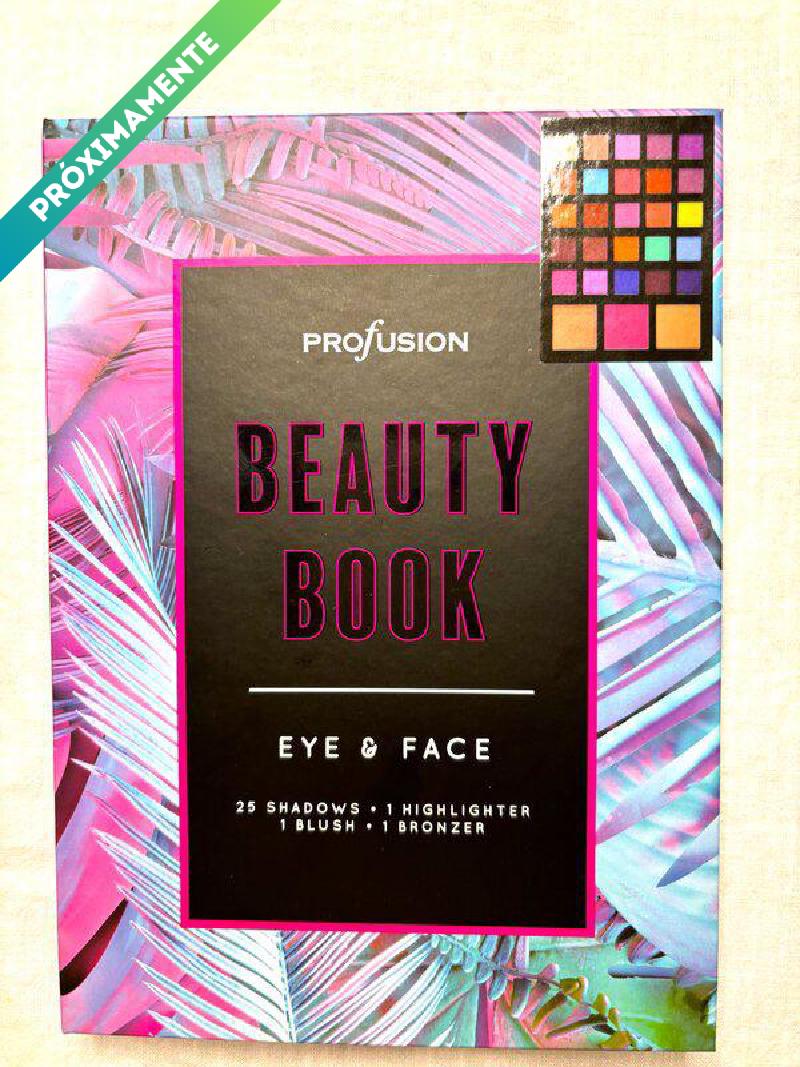 PRÓXIMAMENTE
PROfUSION
BEAUTY
BOOK
EYE & FACE
25 SHADOWS • 1 HIGHLIGHTER
1 BLUSH • 1 BRONZER